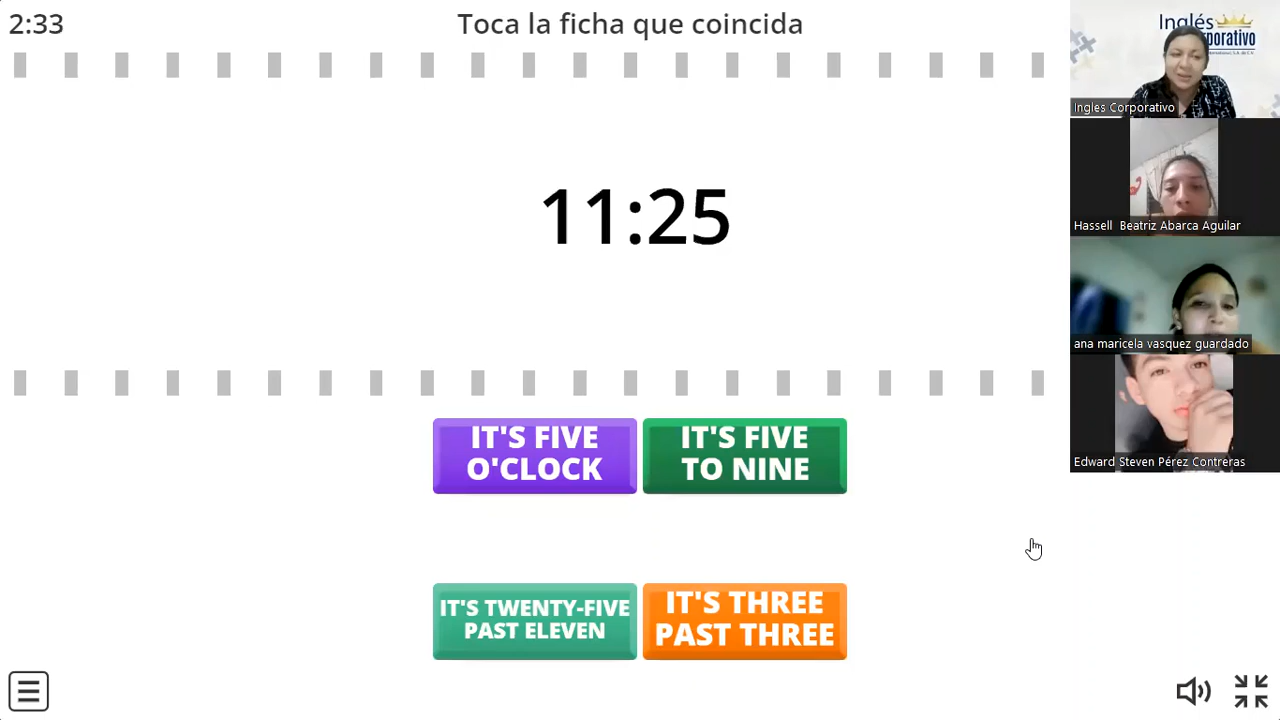 2:33
Toca la ficha que coincida
11:25
IT'S FIVE
O'CLOCK
IT'S FIVE
TO NINE
IT'S TWENTY-FIVE
PAST ELEVEN
IT'S THREE
PAST THREE
Inglés
Ingles Corporativo
Hassell Beatriz Abarca Aguilar
ana maricela vasquez guardado
Edward Steven Pérez Contreras